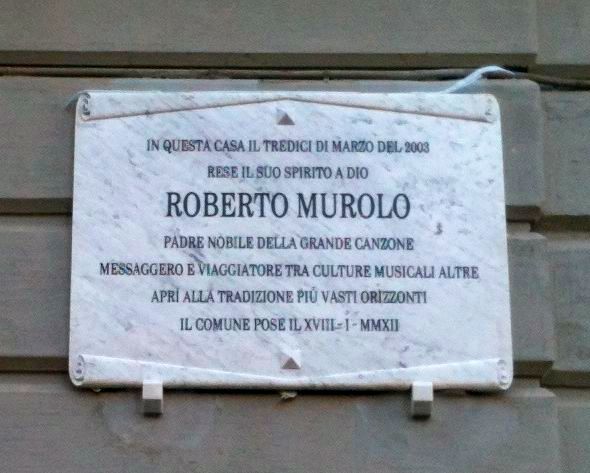 IN QUESTA CASA IL TREDICI DI MARZO DEL 2003
RESE IL SUO SPIRITO A DIO
ROBERTO MUROLO
PADRE NOBILE DELLA GRANDE CANZONE
MESSAGGERO E VIAGGIATORE TRA CULTURE MUSICALI ALTRE
APRÌ ALLA TRADIZIONE PIÙ VASTI ORIZZONTI
IL COMUNE POSE IL XVIII - I - MMXII